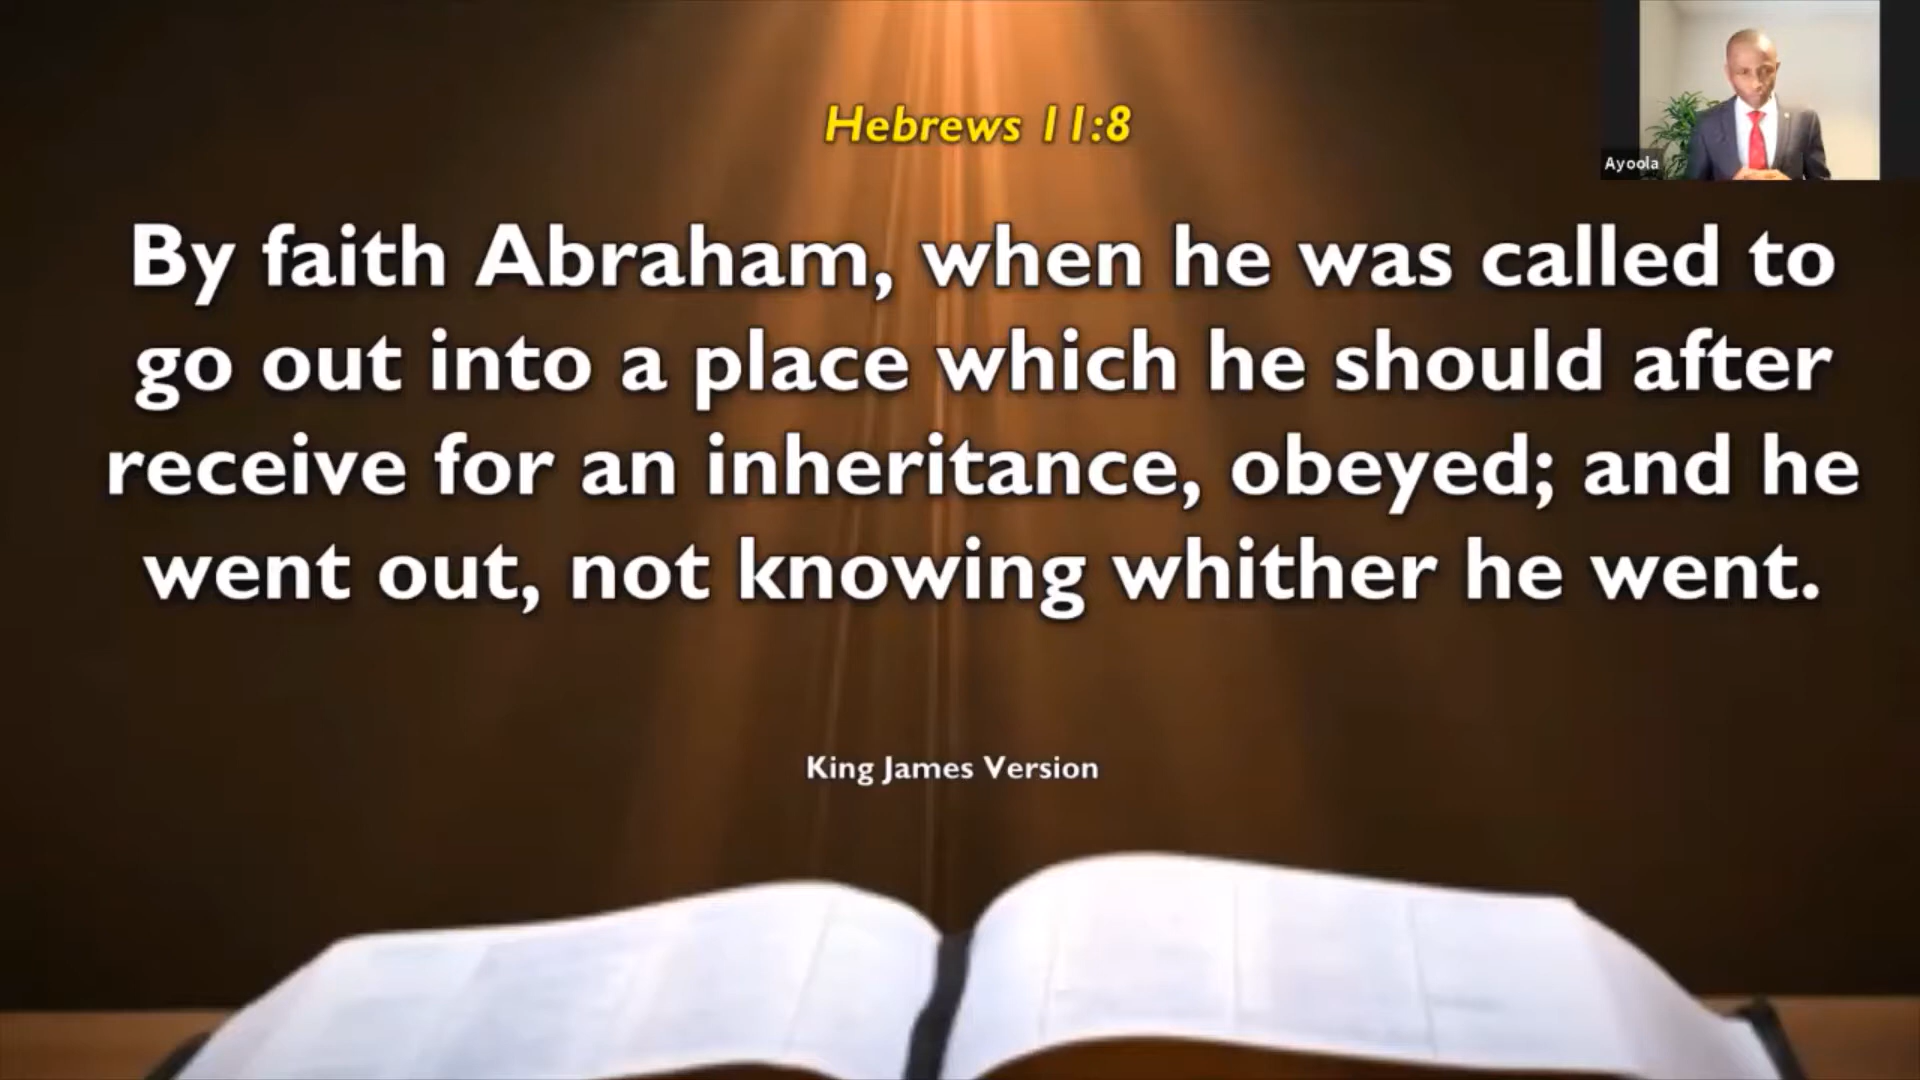 Hebrews 11:8
Ayoola
By faith Abraham, when he was called to
go out into a place which he should after
receive for an inheritance, obeyed; and he
went out, not knowing whither he went.
King James Version